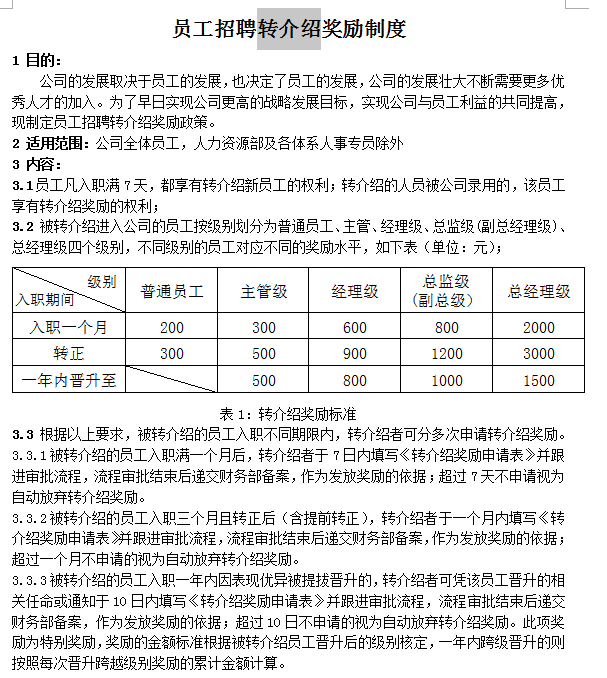 员工招聘转介绍奖励制度
1 目的：
公司的发展取决于员工的发展，也决定了员工的发展，公司的发展壮大不断需要更多优
秀人才的加入。为了早日实现公司更高的战略发展目标，实现公司与员工利益的共同提高，
现制定员工招聘转介绍奖励政策。
2 适用范围：公司全体员工，人力资源部及各体系人事专员除外
3 内容：
3.1员工凡入职满 7 天，都享有转介绍新员工的权利；转介绍的人员被公司录用的，该员工
享有转介绍奖励的权利；
3.2 被转介绍进入公司的员工按级别划分为普通员工、主管、经理级、总监级(副总经理级)、
总经理级四个级别，不同级别的员工对应不同的奖励水平，如下表（单位：元）；
级别
入职期间 普通员工 主管级 经理级 总监级 总经理级
(副总级)
入职一个月 200 300 600 800 2000
转正 300 500 900 1200 3000
一年内晋升至 500 800 1000 1500
表 1：转介绍奖励标准
3.3 根据以上要求，被转介绍的员工入职不同期限内，转介绍者可分多次申请转介绍奖励。
3.3.1被转介绍的员工入职满一个月后，转介绍者于 7 日内填写《转介绍奖励申请表》并跟
进审批流程，流程审批结束后递交财务部备案，作为发放奖励的依据；超过 7 天不申请视为
自动放弃转介绍奖励。
3.3.2被转介绍的员工入职三个月且转正后（含提前转正），转介绍者于一个月内填写《转
介绍奖励申请表》并跟进审批流程，流程审批结束后递交财务部备案，作为发放奖励的依据；
超过一个月不申请的视为自动放弃转介绍奖励。
3.3.3被转介绍的员工入职一年内因表现优异被提拔晋升的，转介绍者可凭该员工晋升的相
关任命或通知于 10 日内填写《转介绍奖励申请表》并跟进审批流程，流程审批结束后递交
财务部备案，作为发放奖励的依据；超过 10 日不申请的视为自动放弃转介绍奖励。此项奖
励为特别奖励，奖励的金额标准根据被转介绍员工晋升后的级别核定，一年内跨级晋升的则
按照每次晋升跨越级别奖励的累计金额计算。